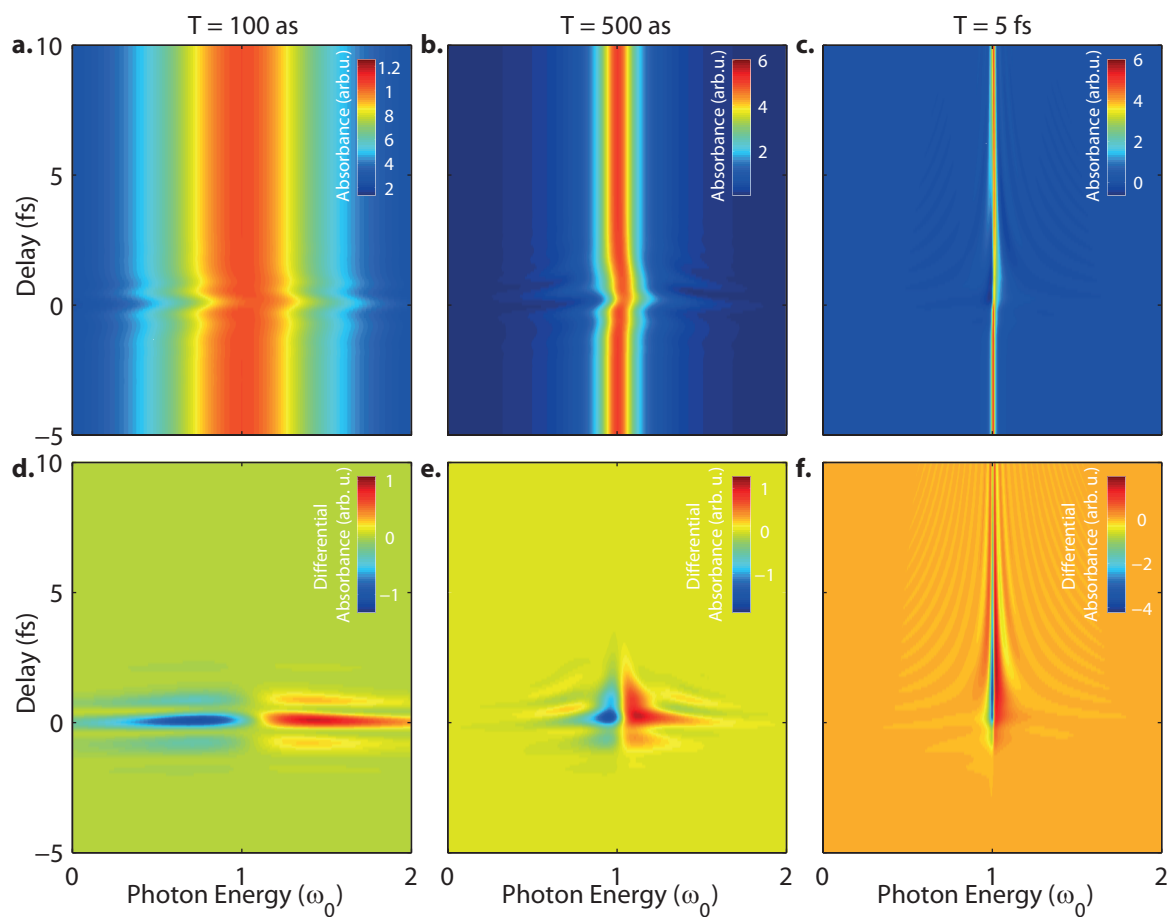 T = 100 as
T = 500 as
T = 5 fs
a.
b.
c.
10
5
0
−5
Delay (fs)
Absorbance (arb.u.)
1.2
1
8
6
4
2
Absorbance (arb.u.)
6
4
2
Absorbance (arb.u.)
6
4
2
0
d.
e.
f.
10
5
0
−5
Delay (fs)
Differential
Absorbance (arb. u.)
1
0
−1
Differential
Absorbance (arb. u.)
1
0
−1
Differential
Absorbance (arb. u.)
0
−2
−4
0
1
2
0
1
2
0
1
2
Photon Energy (ω₀)
Photon Energy (ω₀)
Photon Energy (ω₀)